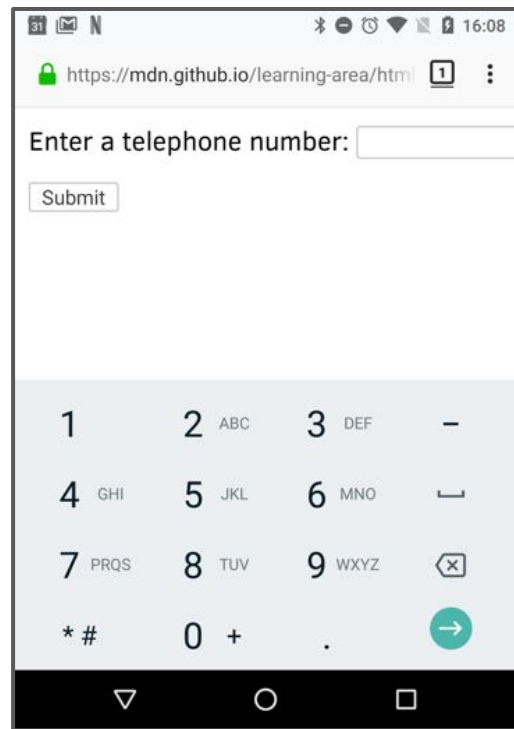 31 N 16:08
https://mdn.github.io/learning-area/htm 1
Enter a telephone number:
Submit
1 2 ABC 3 DEF -
4 GHI 5 JKL 6 MNO
7 PRQS 8 TUV 9 WXYZ
* # 0 + .